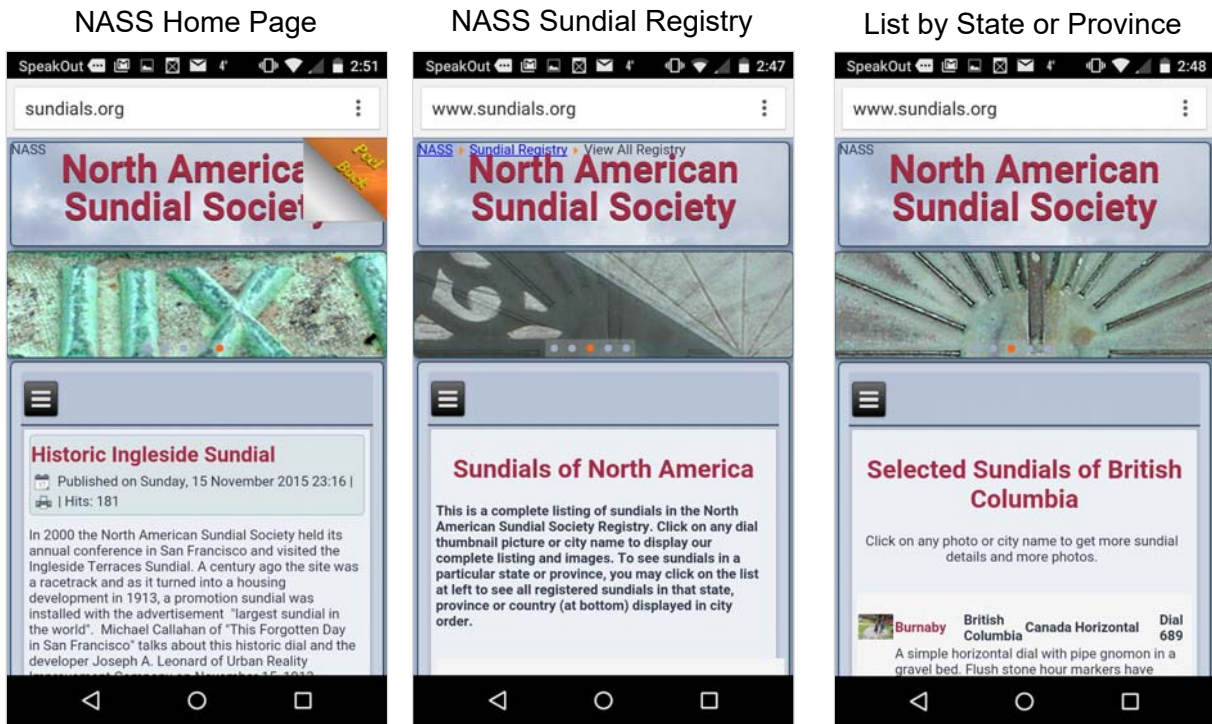 NASS Home Page
SpeakOut 4° 2:51
sundials.org
NASS
North America
Sundial Societ
Peel
Back
Historic Ingleside Sundial
Published on Sunday, 15 November 2015 23:16 |
| Hits: 181
In 2000 the North American Sundial Society held its
annual conference in San Francisco and visited the
Ingleside Terraces Sundial. A century ago the site was
a racetrack and as it turned into a housing
development in 1913, a promotion sundial was
installed with the advertisement "largest sundial in
the world". Michael Callahan of "This Forgotten Day
in San Francisco" talks about this historic dial and the
developer Joseph A. Leonard of Urban Reality
Improvement Company on November 15, 1913
NASS Sundial Registry
SpeakOut 4° 2:47
www.sundials.org
NASS Sundial Registry View All Registry
North American
Sundial Society
Sundials of North America
This is a complete listing of sundials in the North
American Sundial Society Registry. Click on any dial
thumbnail picture or city name to display our
complete listing and images. To see sundials in a
particular state or province, you may click on the list
at left to see all registered sundials in that state,
province or country (at bottom) displayed in city
order.
List by State or Province
SpeakOut 4° 2:48
www.sundials.org
NASS
North American
Sundial Society
Selected Sundials of British
Columbia
Click on any photo or city name to get more sundial
details and more photos.
Burnaby British Columbia Canada Horizontal Dial 689
A simple horizontal dial with pipe gnomon in a
gravel bed. Flush stone hour markers have